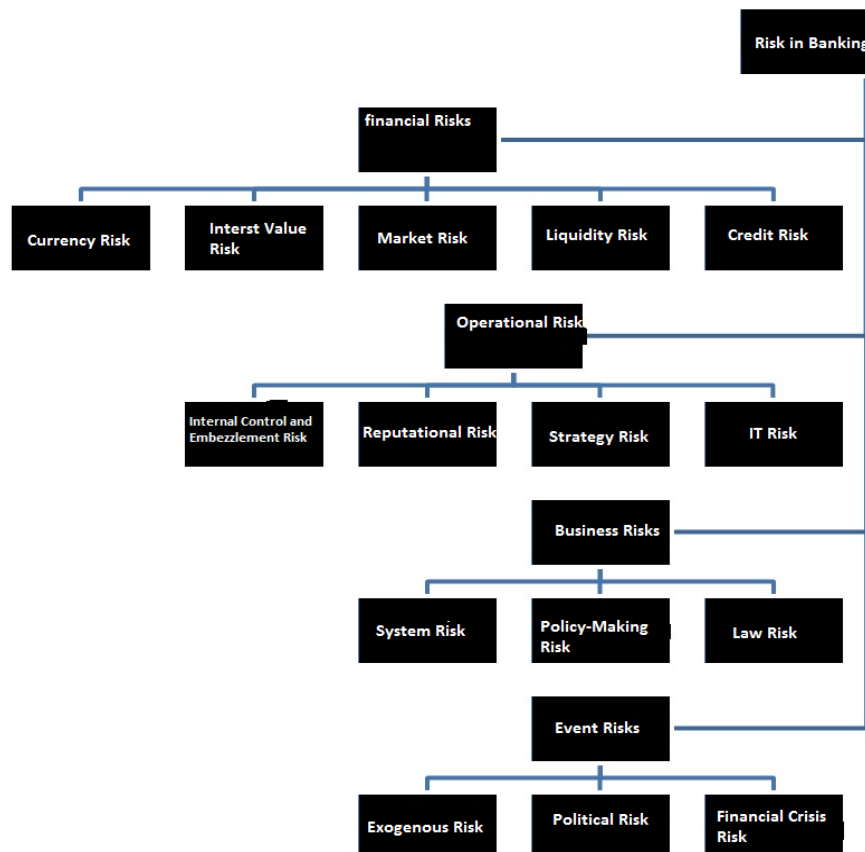 Risk in Banking
financial Risks
Currency Risk
Interst Value
Risk
Market Risk
Liquidity Risk
Credit Risk
Operational Risk
Internal Control and
Embezzlement Risk
Reputational Risk
Strategy Risk
IT Risk
Business Risks
System Risk
Policy-Making
Risk
Law Risk
Event Risks
Exogenous Risk
Political Risk
Financial Crisis
Risk